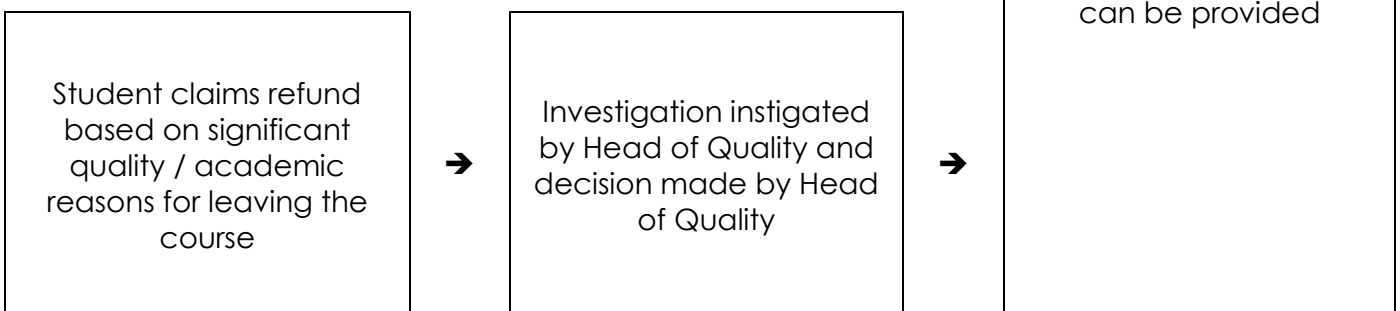 can be provided
Student claims refund
based on significant
quality / academic
reasons for leaving the
course
➔
Investigation instigated
by Head of Quality and
decision made by Head
of Quality
➔